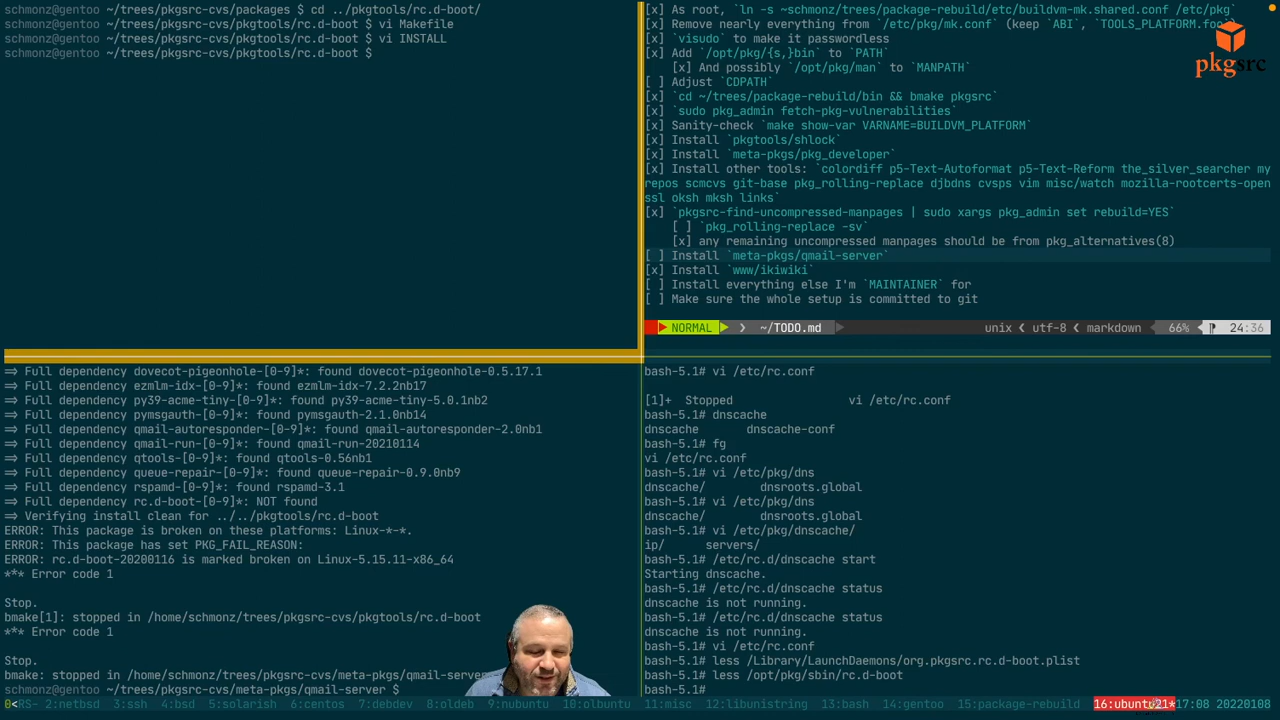 schmonz@gentoo ~/trees/pkgsrc-cvs/packages $ cd ../pkgtools/rc.d-boot/
schmonz@gentoo ~/trees/pkgsrc-cvs/pkgtools/rc.d-boot $ vi Makefile
schmonz@gentoo ~/trees/pkgsrc-cvs/pkgtools/rc.d-boot $ vi INSTALL
schmonz@gentoo ~/trees/pkgsrc-cvs/pkgtools/rc.d-boot $
[x] As root, `ln -s ~schmonz/trees/package-rebuild/etc/buildvm-mk.shared.conf /etc/pkg`
[x] Remove nearly everything from `/etc/pkg/mk.conf` (keep `ABI`, `TOOLS_PLATFORM.foo`
[x] `visudo` to make it passwordless
[x] Add `/opt/pkg/{s,}bin` to `PATH`
[x] And possibly `/opt/pkg/man` to `MANPATH`
[ ] Adjust `CDPATH`
[x] `cd ~/trees/package-rebuild/bin && bmake pkgsrc`
[x] `sudo pkg_admin fetch-pkg-vulnerabilities`
[x] Sanity-check `make show-var VARNAME=BUILDVM_PLATFORM`
[x] Install `pkgtools/shlock`
[x] Install `meta-pkgs/pkg_developer`
[x] Install other tools: `colordiff p5-Text-Autoformat p5-Text-Reform the_silver_searcher my
repos scmcvs git-base pkg_rolling-replace djbdns cvsps vim misc/watch mozilla-rootcerts-open
ssl oksh mksh links`
[x] `pkgsrc-find-uncompressed-manpages | sudo xargs pkg_admin set rebuild=YES`
[ ] `pkg_rolling-replace -sv`
[x] any remaining uncompressed manpages should be from pkg_alternatives(8)
[ ] Install `meta-pkgs/qmail-server`
[x] Install `www/ikiwiki`
[ ] Install everything else I'm `MAINTAINER` for
[ ] Make sure the whole setup is committed to git
NORMAL ❯ ~/TODO.md unix ❮ utf-8 ❮ markdown 66% 24:36
pkgsrc
=> Full dependency dovecot-pigeonhole-[0-9]*: found dovecot-pigeonhole-0.5.17.1
=> Full dependency ezmlm-idx-[0-9]*: found ezmlm-idx-7.2.2nb17
=> Full dependency py39-acme-tiny-[0-9]*: found py39-acme-tiny-5.0.1nb2
=> Full dependency pymsgauth-[0-9]*: found pymsgauth-2.1.0nb14
=> Full dependency qmail-autoresponder-[0-9]*: found qmail-autoresponder-2.0nb1
=> Full dependency qmail-run-[0-9]*: found qmail-run-20210114
=> Full dependency qtools-[0-9]*: found qtools-0.56nb1
=> Full dependency queue-repair-[0-9]*: found queue-repair-0.9.0nb9
=> Full dependency rspamd-[0-9]*: found rspamd-3.1
=> Full dependency rc.d-boot-[0-9]*: NOT found
=> Verifying install clean for ../../pkgtools/rc.d-boot
ERROR: This package is broken on these platforms: Linux-*-*.
ERROR: This package has set PKG_FAIL_REASON:
ERROR: rc.d-boot-20200116 is marked broken on Linux-5.15.11-x86_64
*** Error code 1
Stop.
bmake[1]: stopped in /home/schmonz/trees/pkgsrc-cvs/pkgtools/rc.d-boot
*** Error code 1
Stop.
bmake: stopped in /home/schmonz/trees/pkgsrc-cvs/meta-pkgs/qmail-server
schmonz@gentoo ~/trees/pkgsrc-cvs/meta-pkgs/qmail-server $
bash-5.1# vi /etc/rc.conf
[1]+  Stopped                 vi /etc/rc.conf
bash-5.1# dnscache
dnscache       dnscache-conf
bash-5.1# fg
vi /etc/rc.conf
bash-5.1# vi /etc/pkg/dns
dnscache/        dnsroots.global
bash-5.1# vi /etc/pkg/dns
dnscache/        dnsroots.global
bash-5.1# vi /etc/pkg/dnscache/
ip/      servers/
bash-5.1# /etc/rc.d/dnscache start
Starting dnscache.
bash-5.1# /etc/rc.d/dnscache status
dnscache is not running.
bash-5.1# /etc/rc.d/dnscache status
dnscache is not running.
bash-5.1# vi /etc/rc.conf
bash-5.1# less /Library/LaunchDaemons/org.pkgsrc.rc.d-boot.plist
bash-5.1# less /opt/pkg/sbin/rc.d-boot
bash-5.1#
0<RS- 2:netbsd 3:ssh 4:bsd 5:solarish 6:centos 7:debdev 8:oldeb 9:nubuntu 10:olbuntu 11:misc 12:linuxish 13:bash 14:gentoo 15:package-rebuild 16:ubuntu21* 17:08 20220108